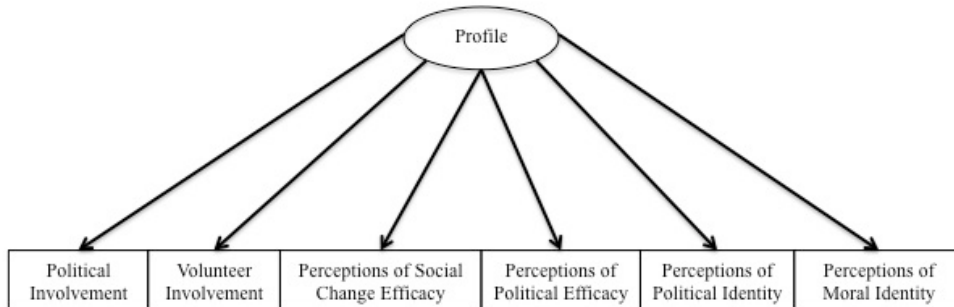 Profile
Political
Involvement
Volunteer
Involvement
Perceptions of Social
Change Efficacy
Perceptions of
Political Efficacy
Perceptions of
Political Identity
Perceptions of
Moral Identity